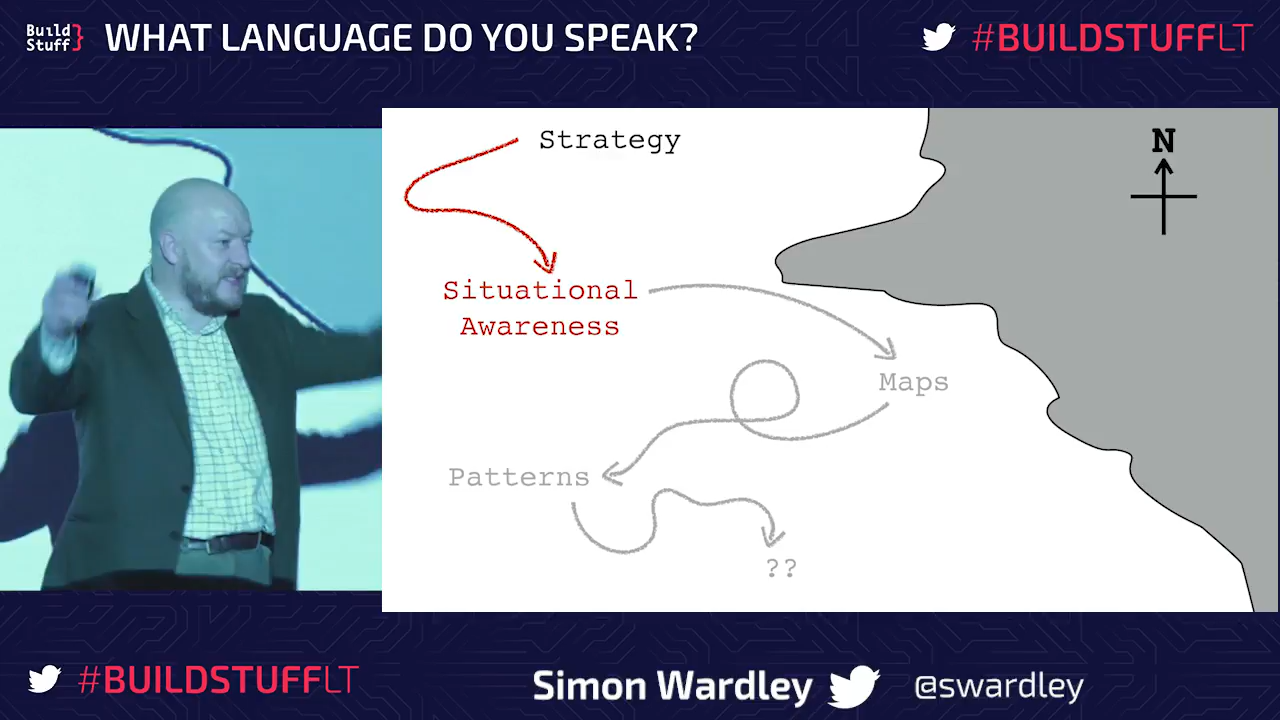 Build
Stuff}
WHAT LANGUAGE DO YOU SPEAK?
#BUILDSTUFFLT
Strategy
N
Situational
Awareness
Maps
Patterns
??
#BUILDSTUFFLT
Simon Wardley
@swardley